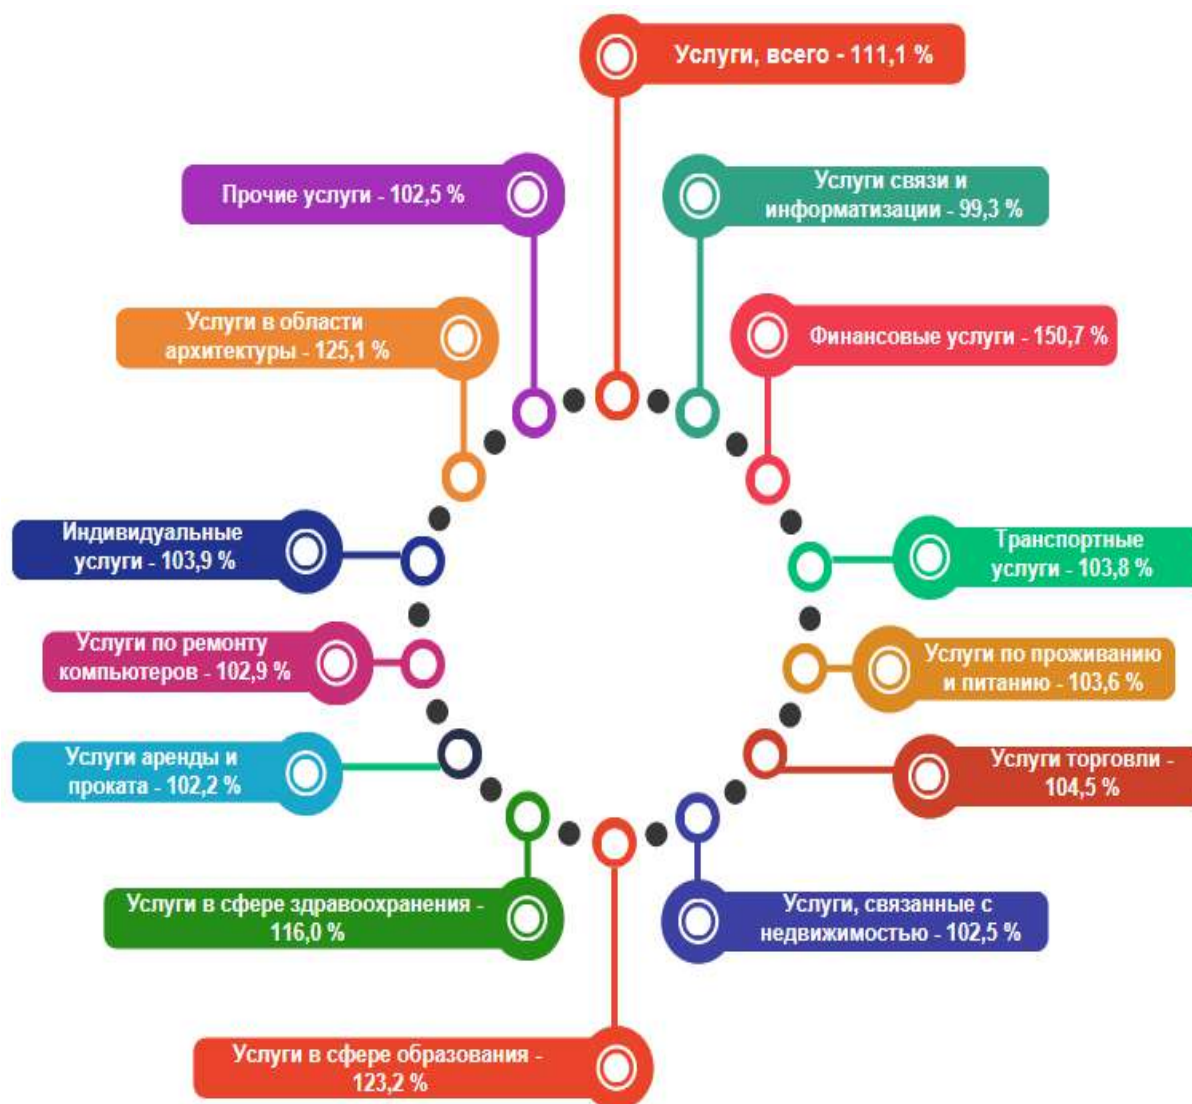 Услуги, всего - 111,1 %
Прочие услуги - 102,5 %
Услуги связи и
информатизации - 99,3 %
Услуги в области
архитектуры - 125,1 %
Финансовые услуги - 150,7 %
Индивидуальные
услуги - 103,9 %
Транспортные
услуги - 103,8 %
Услуги по ремонту
компьютеров - 102,9 %
Услуги по проживанию
и питанию - 103,6 %
Услуги аренды и
проката - 102,2 %
Услуги торговли -
104,5 %
Услуги в сфере здравоохранения -
116,0 %
Услуги, связанные с
недвижимостью - 102,5 %
Услуги в сфере образования -
123,2 %